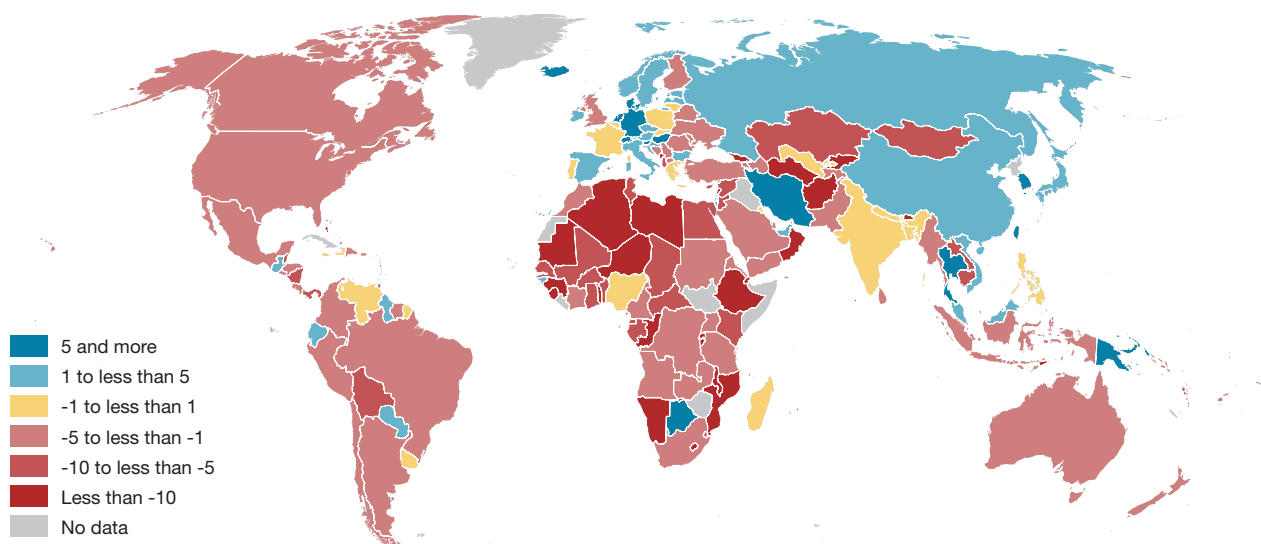 5 and more
1 to less than 5
-1 to less than 1
-5 to less than -1
-10 to less than -5
Less than -10
No data